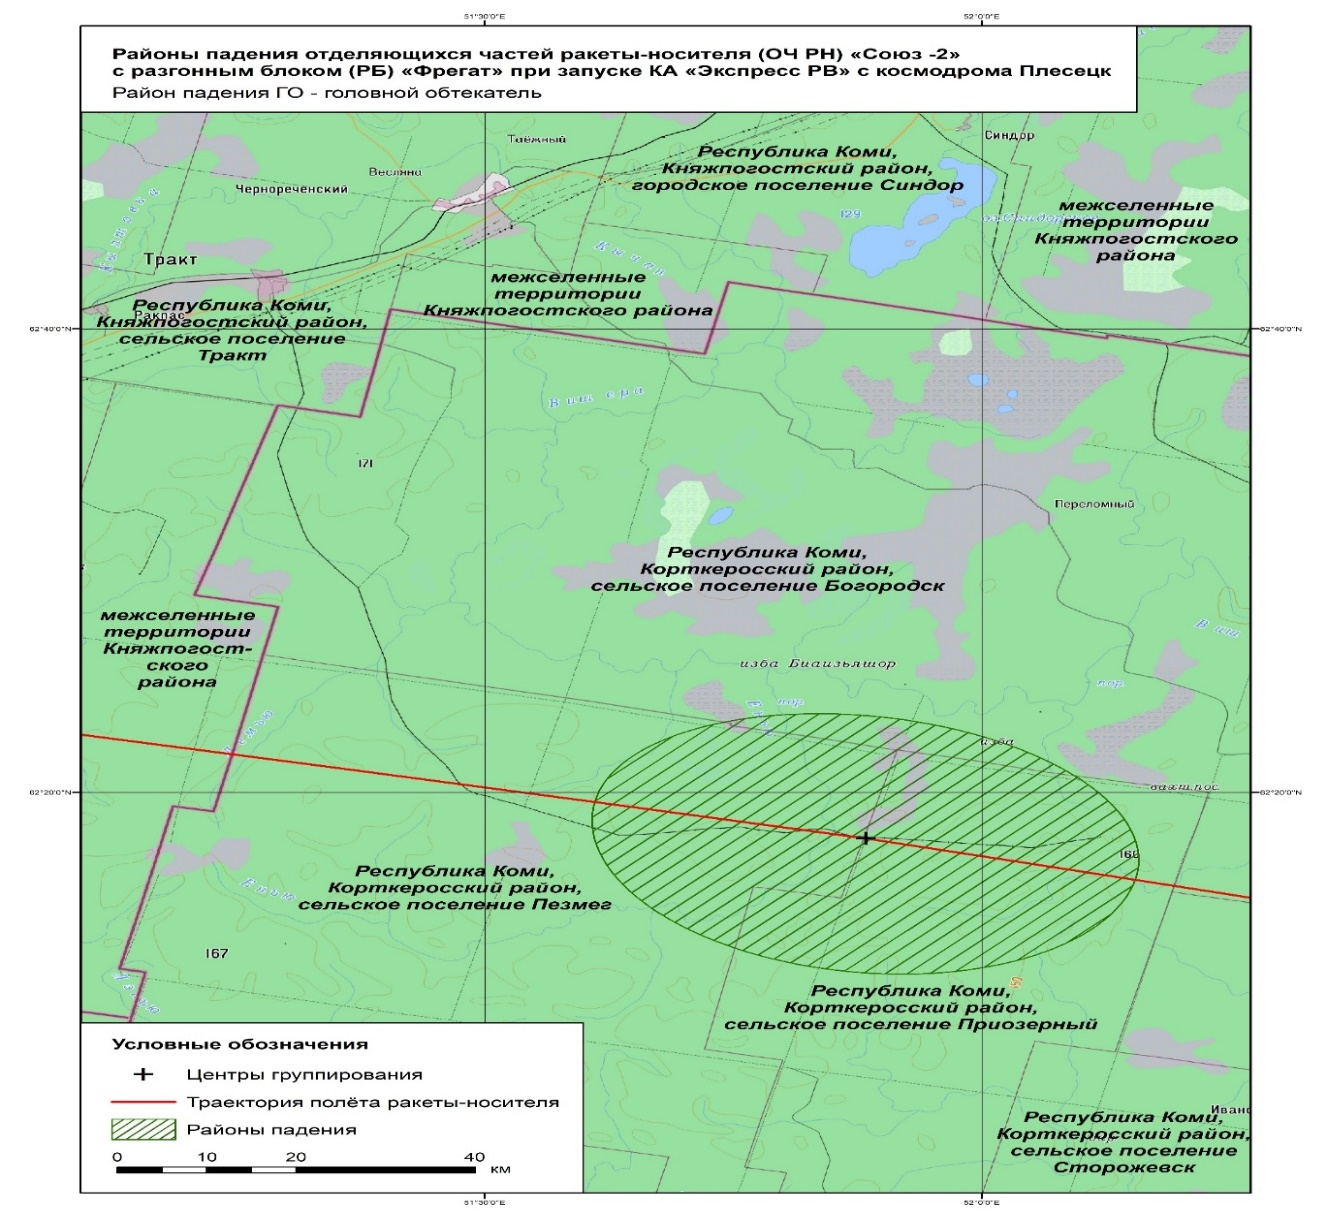 51°30'0"E
52°0'0"E
Районы падения отделяющихся частей ракеты-носителя (ОЧ РН) «Союз -2»
с разгонным блоком (РБ) «Фрегат» при запуске КА «Экспресс РВ» с космодрома Плесецк
Район падения ГО - головной обтекатель
Синдор
Таёжный
Республика Коми,
Княжпогостский район,
городское поселение Синдор
Весляна
Чернореченский
129
межселенные
территории
Княжпогостского
района
Тракт
межселенные
территории
Княжпогостского района
Республика Коми,
Ракпас
Княжпогостский район,
сельское поселение
Тракт
62°40'0"N
62°40'0"N
Вишера
171
Переломный
Республика Коми,
Корткеросский район,
сельское поселение Богородск
межселенные
территории
Княжпогост-
ского
района
Виш
изба
пор
пор
изба
62°20'0"N
62°20'0"N
Республика Коми,
Корткеросский район,
сельское поселение Пезмег
167
Республика Коми,
Корткеросский район,
сельское поселение Приозерный
Условные обозначения
Центры группирования
Траектория полёта ракеты-носителя
Районы падения
0 10 20 40 км
Республика Коми,
Корткеросский район,
сельское поселение
Сторожевск
51°30'0"E
52°0'0"E